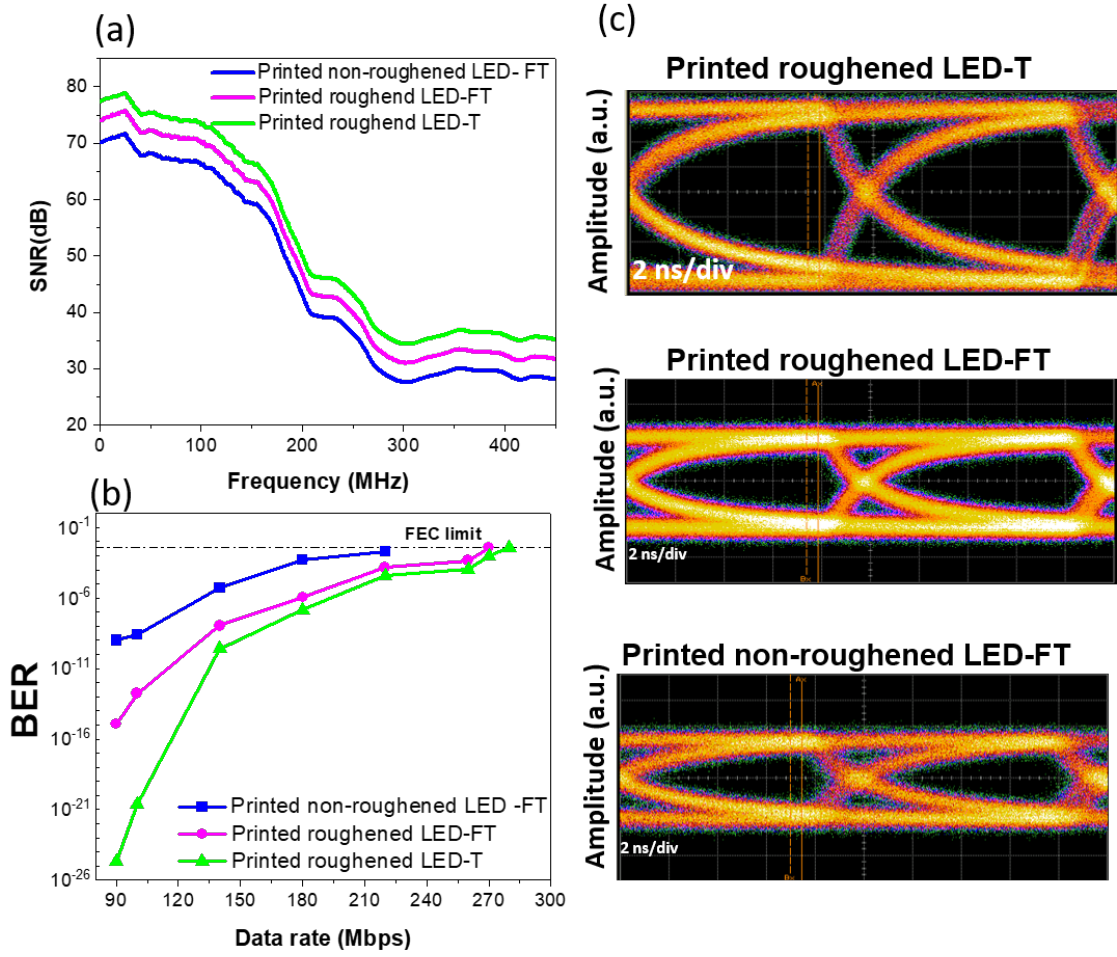 (a)
Printed non-roughened LED- FT
Printed roughend LED-FT
Printed roughend LED-T
80
70
60
50
40
30
20
SNR(dB)
0
100
200
300
400
Frequency (MHz)
(b)
FEC limit
10-1
10-6
10-11
10-16
10-21
10-26
BER
Printed non-roughened LED -FT
Printed roughened LED-FT
Printed roughened LED-T
90
120
150
180
210
240
270
300
Data rate (Mbps)
(c)
Printed roughened LED-T
Amplitude (a.u.)
2 ns/div
Printed roughened LED-FT
Amplitude (a.u.)
2 ns/div
Printed non-roughened LED-FT
Amplitude (a.u.)
2 ns/div